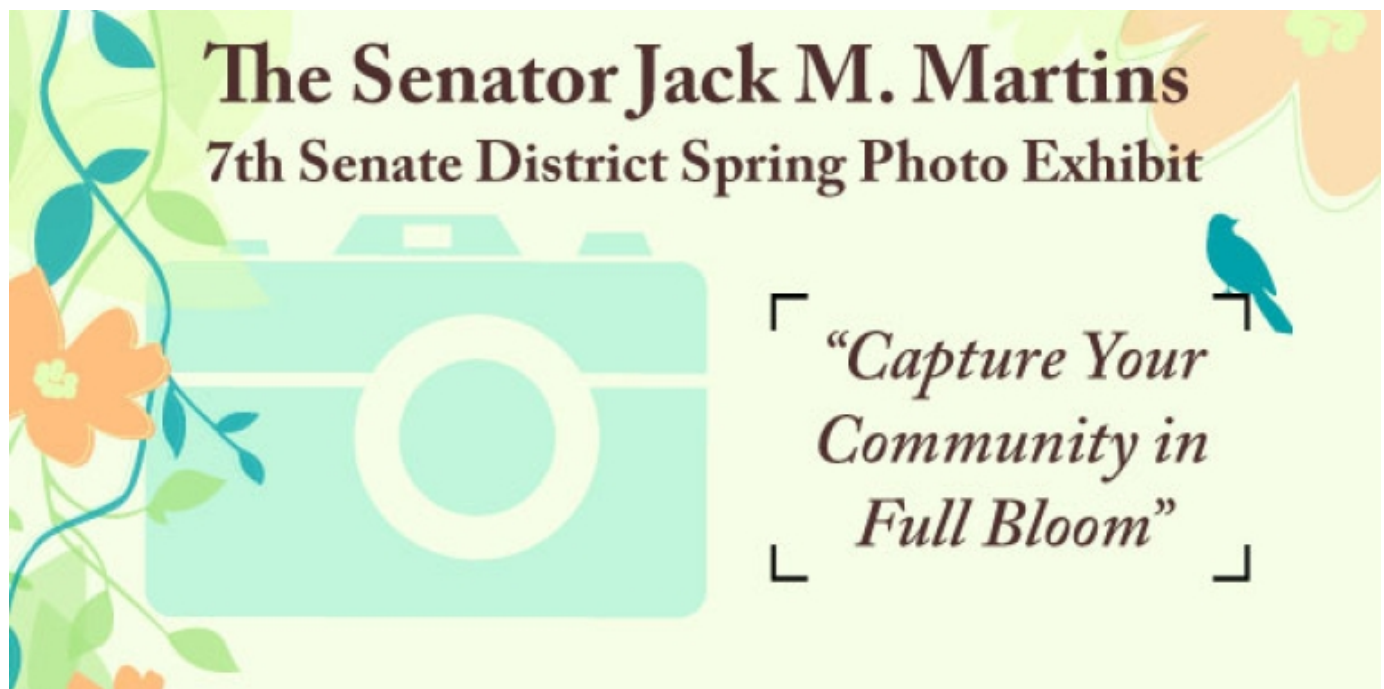 The Senator Jack M. Martins
7th Senate District Spring Photo Exhibit
“Capture Your
Community in
Full Bloom”